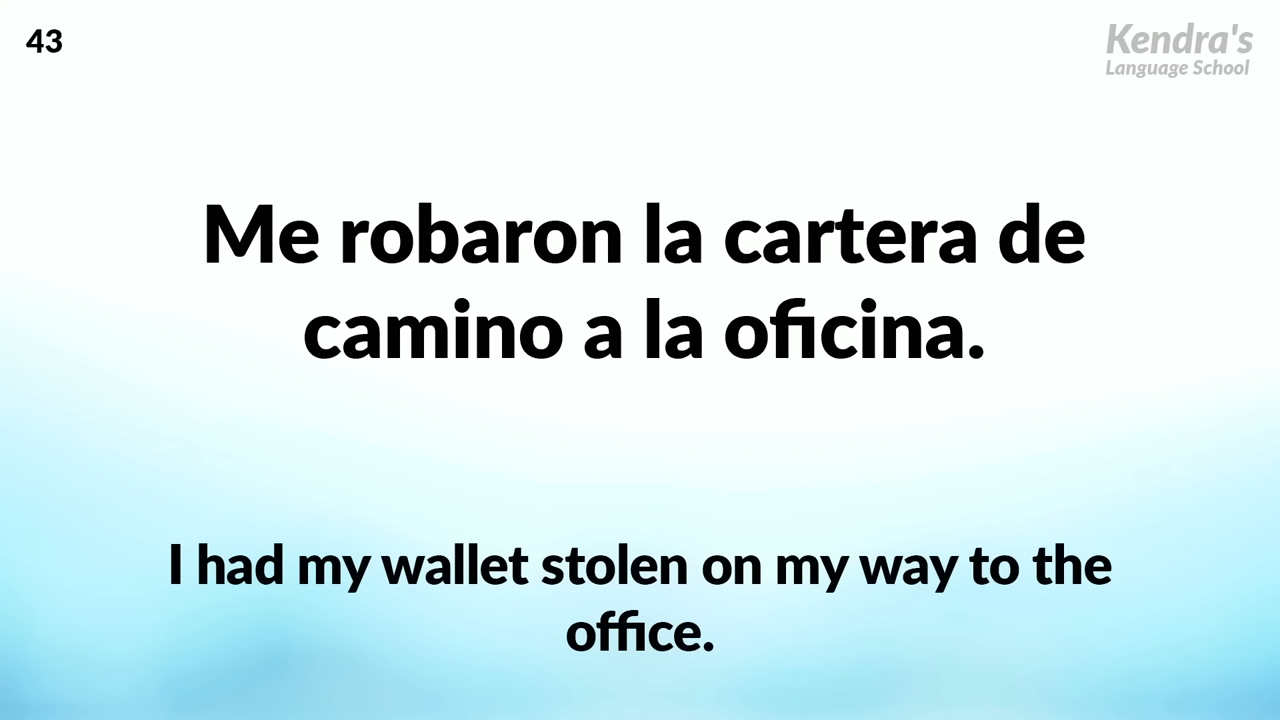 43
Kendra's
Language School
Me robaron la cartera de
camino a la oficina.
I had my wallet stolen on my way to the
office.